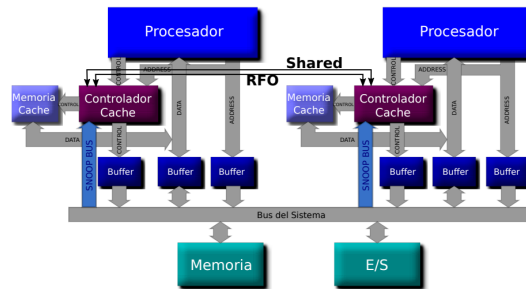 Procesador
Procesador
CONTROL
ADDRESS
Shared
RFO
CONTROL
ADDRESS
Memoria
Cache
CONTROL
Controlador
Cache
DATA
ADDRESS
Memoria
Cache
CONTROL
Controlador
Cache
DATA
ADDRESS
DATA
CONTROL
DATA
CONTROL
SNOOP BUS
SNOOP BUS
Buffer
Buffer
Buffer
Buffer
Buffer
Buffer
Bus del Sistema
Memoria
E/S